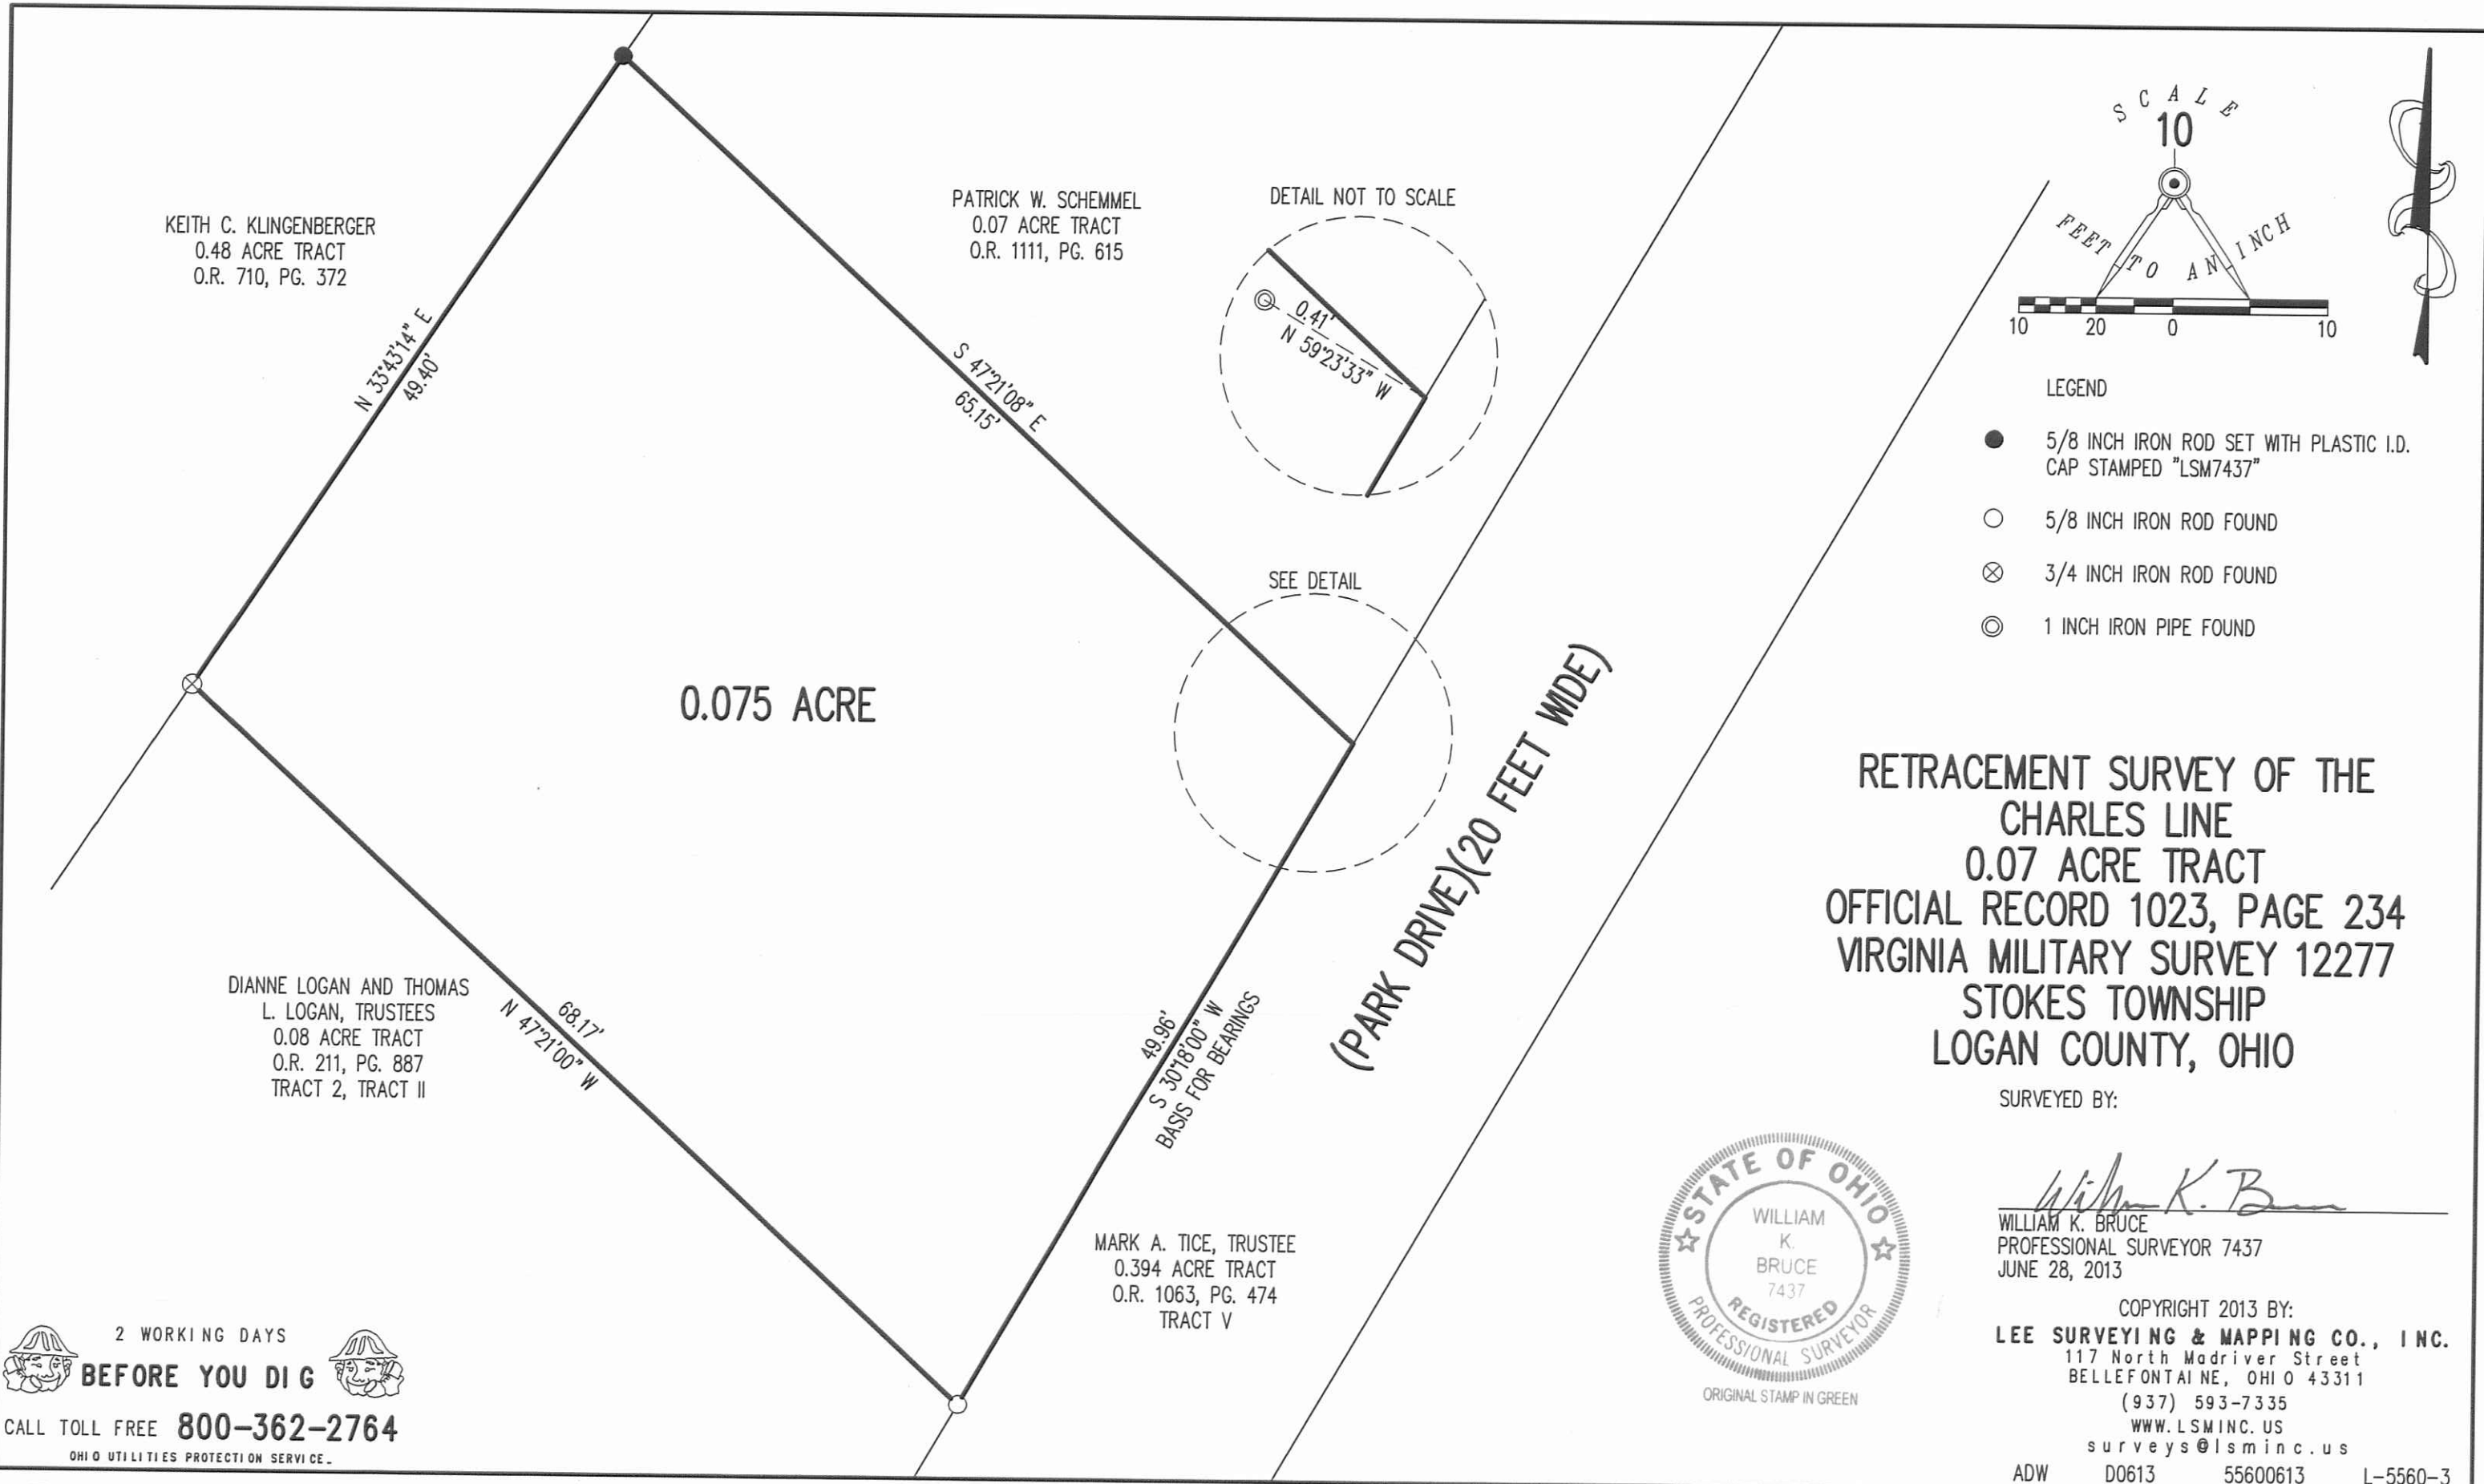 KEITH C. KLINGENBERGER
0.48 ACRE TRACT
O.R. 710, PG. 372
N 33°43'14" E
49.40'
PATRICK W. SCHEMMEL
0.07 ACRE TRACT
O.R. 1111, PG. 615
S 47°21'08" E
65.15'
DETAIL NOT TO SCALE
0.41'
N 59°23'33" W
SEE DETAIL
0.075 ACRE
DIANNE LOGAN AND THOMAS
L. LOGAN, TRUSTEES
0.08 ACRE TRACT
O.R. 211, PG. 887
TRACT 2, TRACT II
68.17'
N 47°21'00" W
49.96'
S 30°18'00" W
BASIS FOR BEARINGS
(PARK DRIVE)(20 FEET WIDE)
MARK A. TICE, TRUSTEE
0.394 ACRE TRACT
O.R. 1063, PG. 474
TRACT V
2 WORKING DAYS
BEFORE YOU DIG
CALL TOLL FREE 800-362-2764
OHIO UTILITIES PROTECTION SERVICE.
SCALE
10
FEET TO AN INCH
10 20 0 10
LEGEND
5/8 INCH IRON ROD SET WITH PLASTIC I.D.
CAP STAMPED "LSM7437"
5/8 INCH IRON ROD FOUND
3/4 INCH IRON ROD FOUND
1 INCH IRON PIPE FOUND
RETRACEMENT SURVEY OF THE
CHARLES LINE
0.07 ACRE TRACT
OFFICIAL RECORD 1023, PAGE 234
VIRGINIA MILITARY SURVEY 12277
STOKES TOWNSHIP
LOGAN COUNTY, OHIO
SURVEYED BY:
William K. Bruce
WILLIAM K. BRUCE
PROFESSIONAL SURVEYOR 7437
JUNE 28, 2013
STATE OF OHIO
WILLIAM
K.
BRUCE
7437
REGISTERED
PROFESSIONAL SURVEYOR
ORIGINAL STAMP IN GREEN
COPYRIGHT 2013 BY:
LEE SURVEYING & MAPPING CO., INC.
117 North Madriver Street
BELLEFONTAINE, OHIO 43311
(937) 593-7335
WWW.LSMINC.US
surveys@lsminc.us
ADW D0613 55600613 L-5560-3